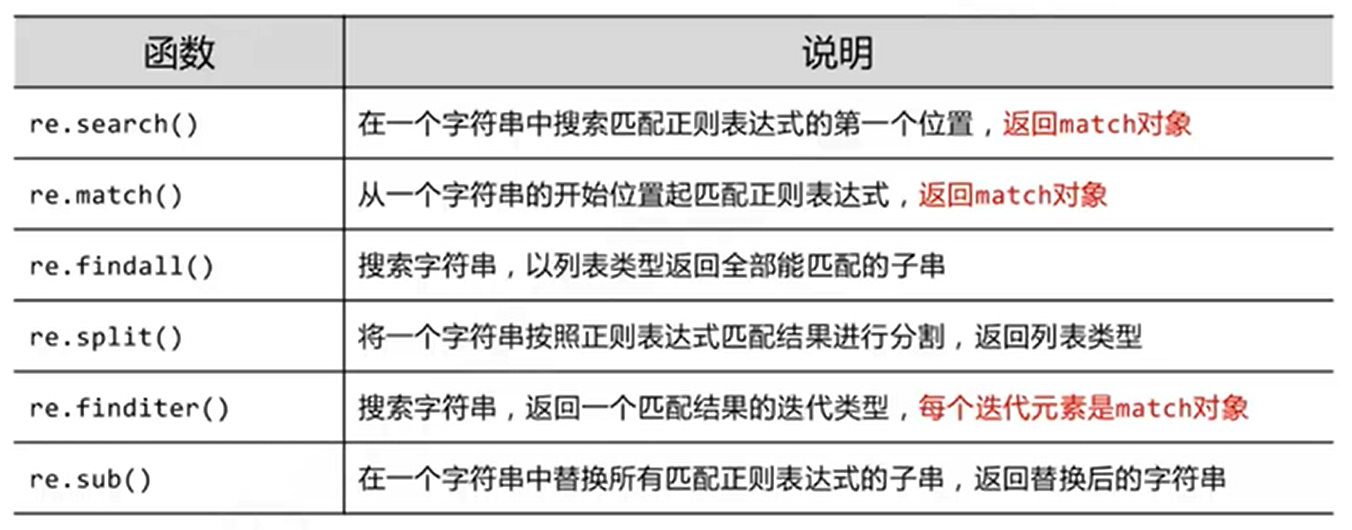 函数 说明
re.search() 在一个字符串中搜索匹配正则表达式的第一个位置，返回match对象
re.match() 从一个字符串的开始位置起匹配正则表达式，返回match对象
re.findall() 搜索字符串，以列表类型返回全部能匹配的子串
re.split() 将一个字符串按照正则表达式匹配结果进行分割，返回列表类型
re.finditer() 搜索字符串，返回一个匹配结果的迭代类型，每个迭代元素是match对象
re.sub() 在一个字符串中替换所有匹配正则表达式的子串，返回替换后的字符串